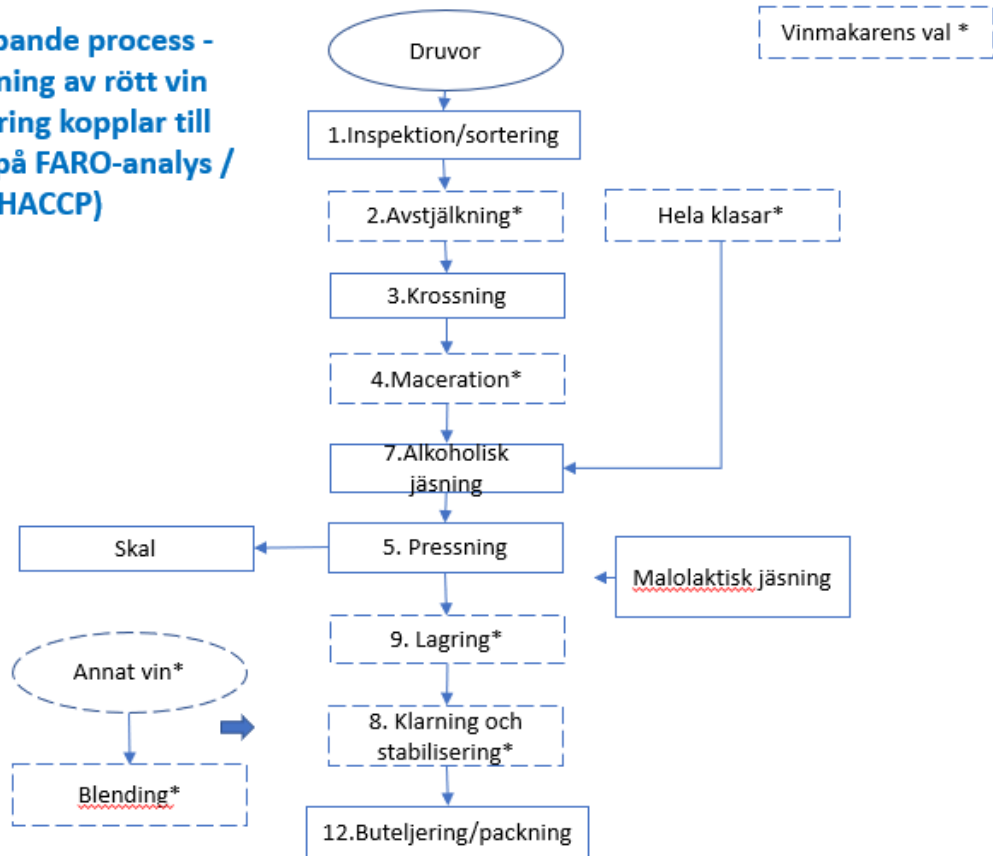 pande process -
ning av rött vin
ring kopplar till
på FARO-analys /
HACCP)
Druvor
Vinmakarens val *
1.Inspektion/sortering
2.Avstjälkning*
Hela klasar*
3.Krossning
4.Maceration*
7.Alkoholisk
jäsning
Skal
5. Pressning
Malolaktisk jäsning
9. Lagring*
Annat vin*
8. Klarning och
stabilisering*
Blending*
12.Buteljering/packning